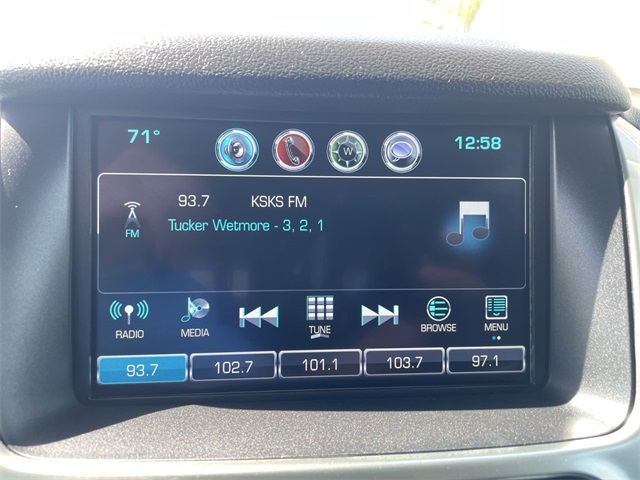 71° W 12:58
93.7 KSKS FM
FM Tucker Wetmore - 3, 2, 1
RADIO MEDIA TUNE BROWSE MENU
93.7 102.7 101.1 103.7 97.1